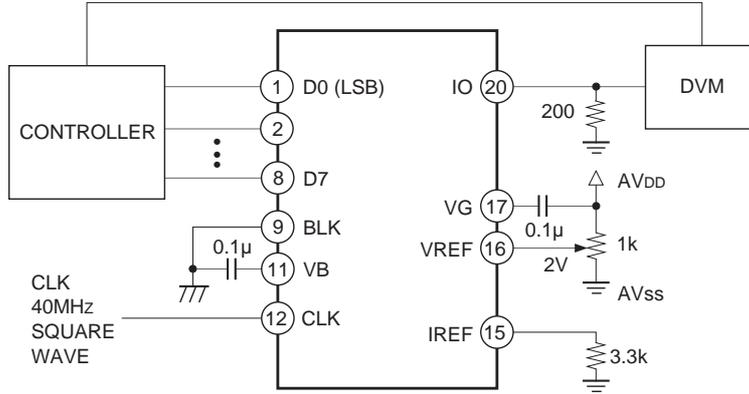 CONTROLLER
1 D0 (LSB)
2
8 D7
9 BLK
0.1µ
11 VB
12 CLK
CLK
40MHz
SQUARE
WAVE
IO 20
200
DVM
AVDD
VG 17
0.1µ
VREF 16
2V
1k
AVss
IREF 15
3.3k